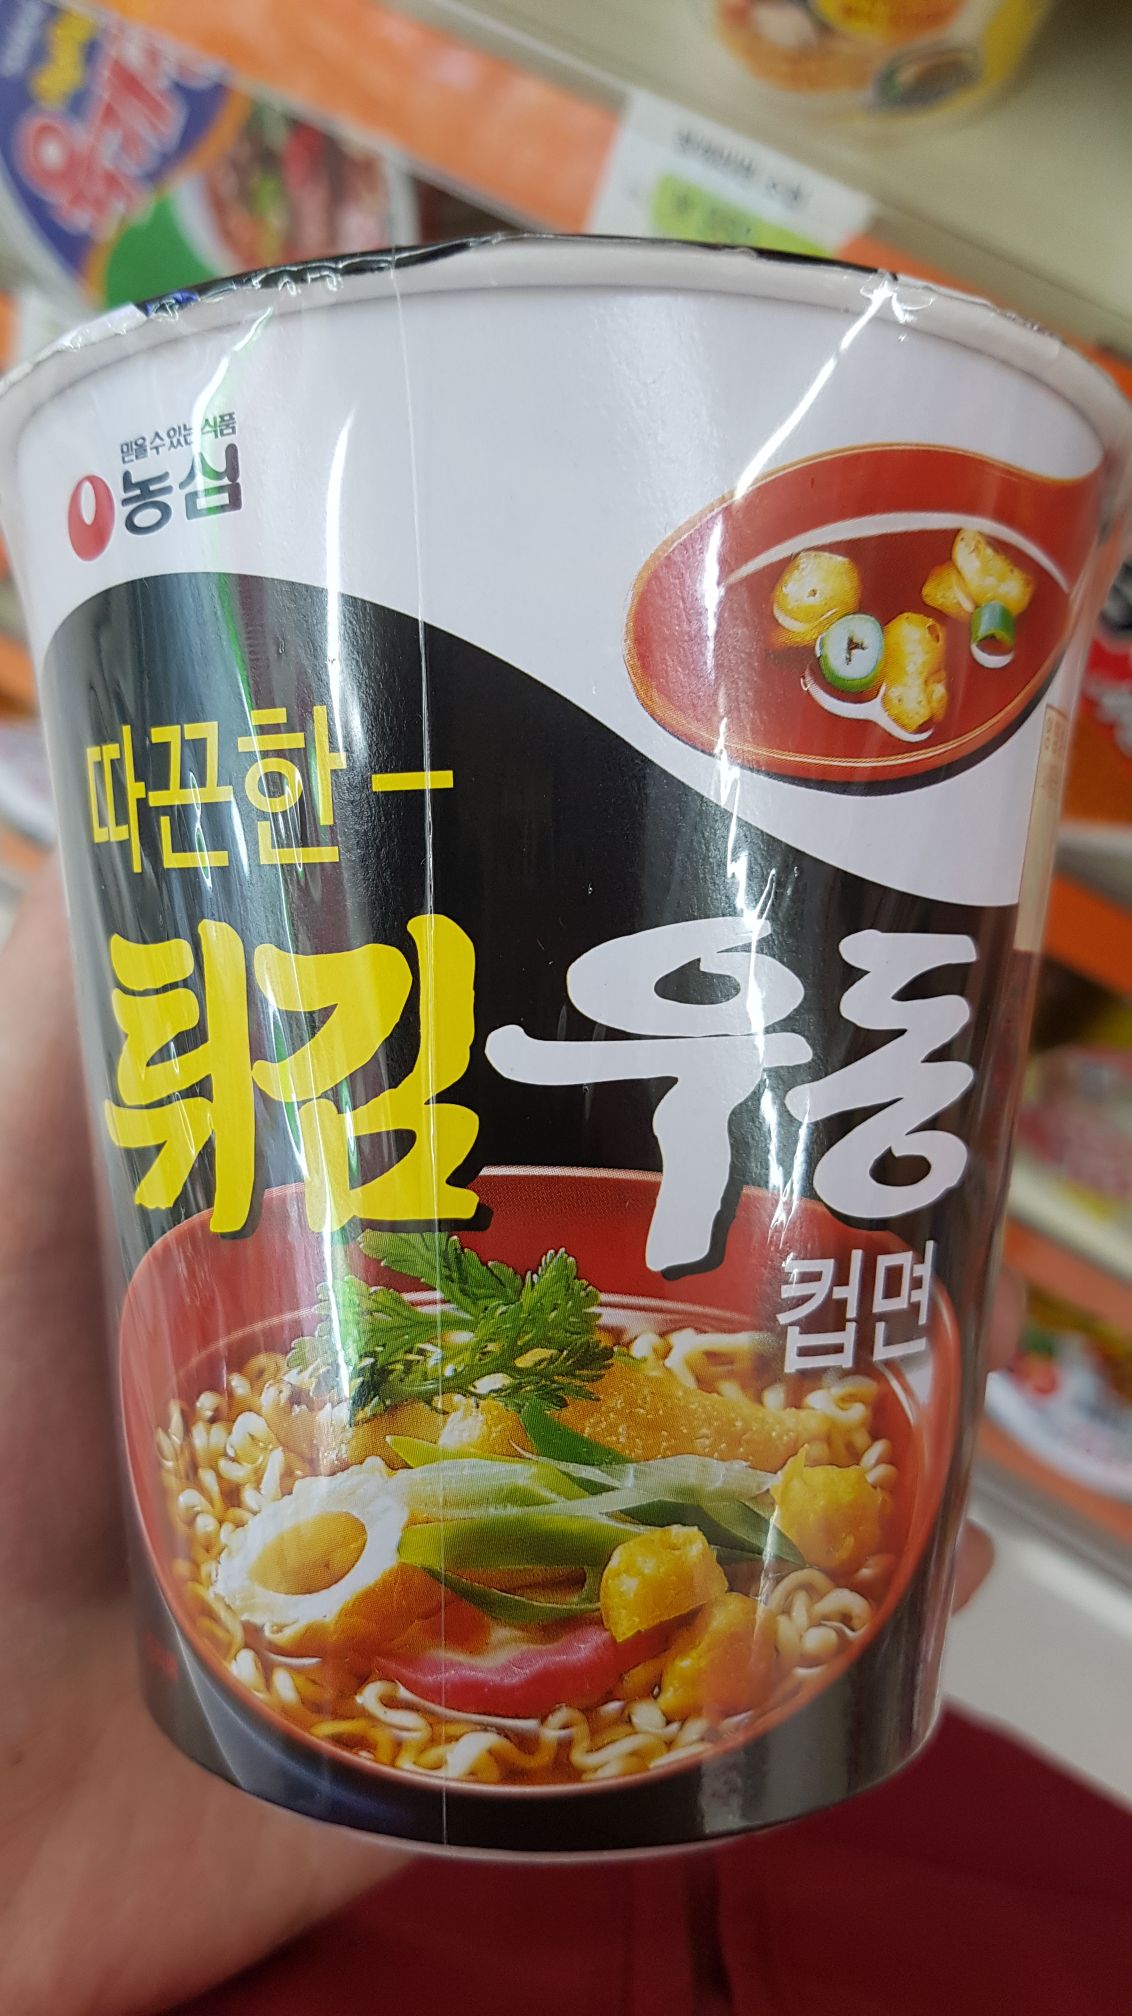 믿을 수 있는 식품
농심
따끈한-
튀김우동
컵면